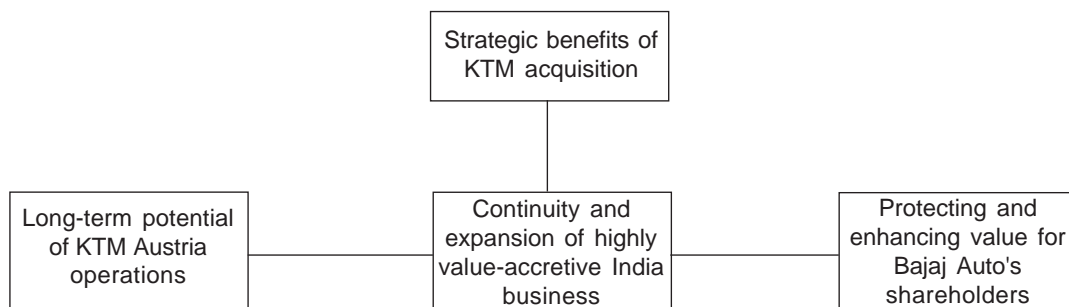 Strategic benefits of
KTM acquisition
Long-term potential
of KTM Austria
operations
Continuity and
expansion of highly
value-accretive India
business
Protecting and
enhancing value for
Bajaj Auto's
shareholders